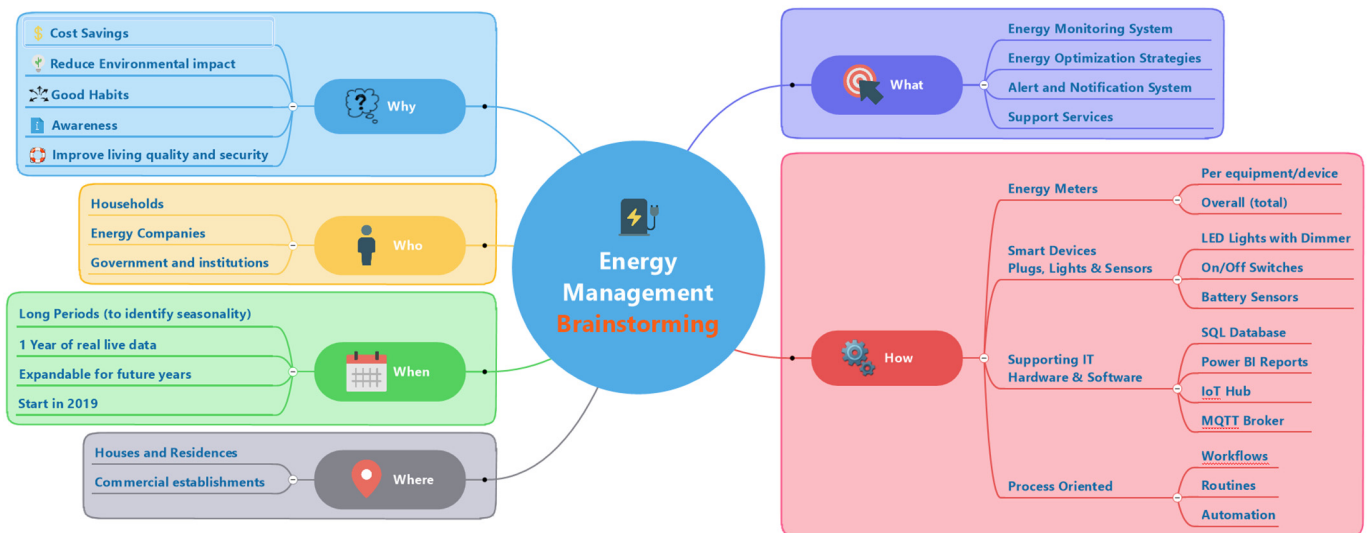 Cost Savings
Reduce Environmental impact
Good Habits
Awareness
Improve living quality and security
?
Why
Households
Energy Companies
Government and institutions
Who
Long Periods (to identify seasonality)
1 Year of real live data
Expandable for future years
Start in 2019
When
Houses and Residences
Commercial establishments
Where
Energy
Management
Brainstorming
What
Energy Monitoring System
Energy Optimization Strategies
Alert and Notification System
Support Services
How
Energy Meters
Per equipment/device
Overall (total)
Smart Devices
Plugs, Lights & Sensors
LED Lights with Dimmer
On/Off Switches
Battery Sensors
Supporting IT
Hardware & Software
SQL Database
Power BI Reports
IoT Hub
MQTT Broker
Process Oriented
Workflows
Routines
Automation